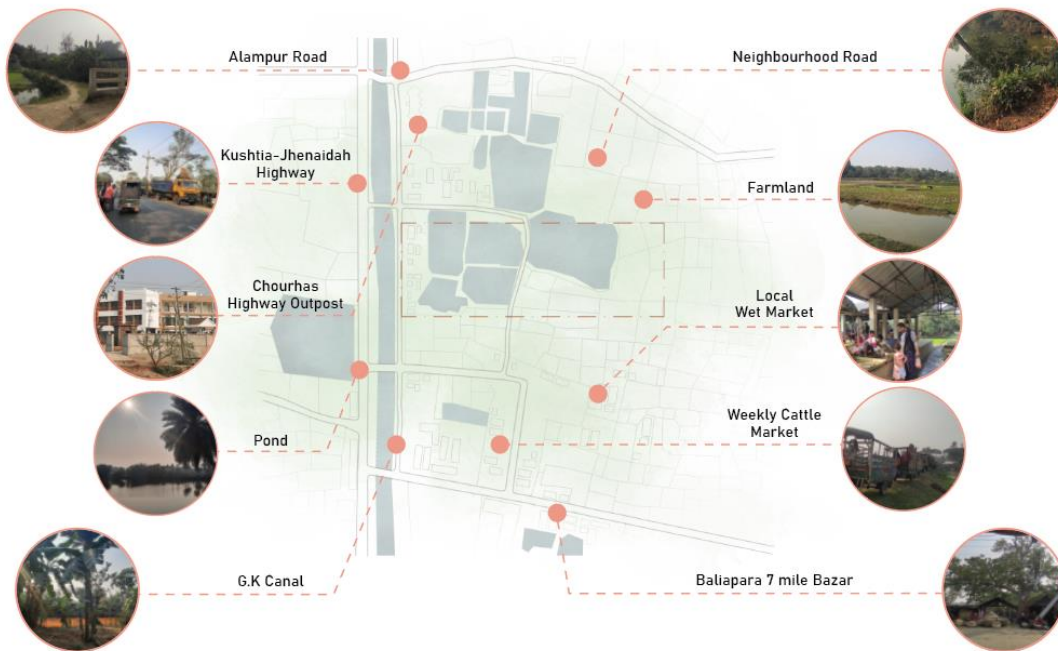 Alampur Road
Neighbourhood Road
Kushtia-Jhenaidah
Highway
Farmland
Chourhas
Highway Outpost
Local
Wet Market
Pond
Weekly Cattle
Market
G.K Canal
Baliapara 7 mile Bazar